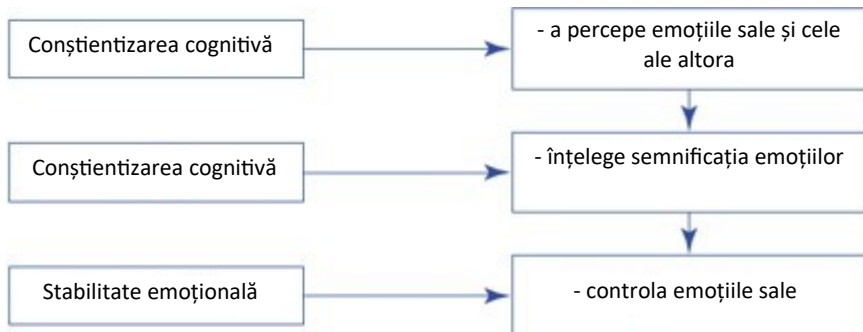 Conștientizarea cognitivă
- a percepe emoțiile sale și cele
ale altora
Conștientizarea cognitivă
- înțelege semnificația emoțiilor
Stabilitate emoțională
- controla emoțiile sale